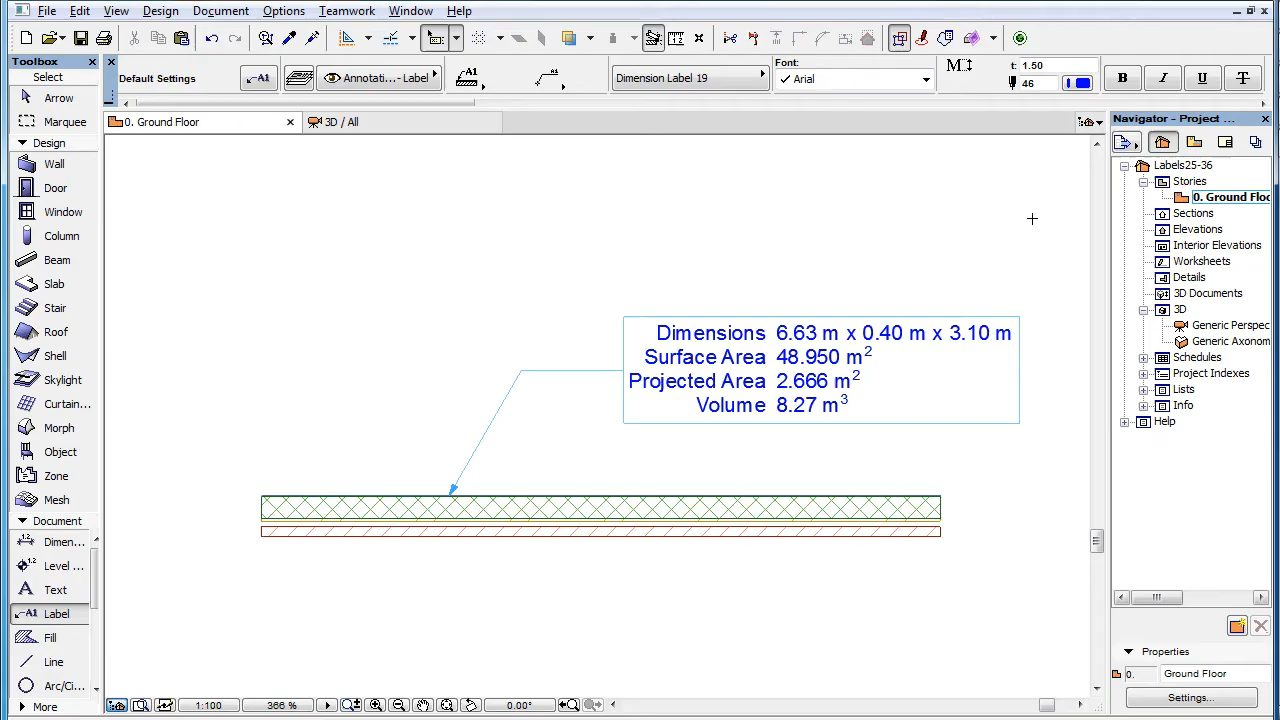 File Edit View Design Document Options Teamwork Window Help
Toolbox
Select
Arrow
Marquee
Design
Wall
Door
Window
Column
Beam
Slab
Stair
Roof
Shell
Skylight
Curtain...
Morph
Object
Zone
Mesh
Document
Dimen...
Level ...
Text
Label
Fill
Line
Arc/Ci...
More
Default Settings
A1
Annotati...- Label
A1
A1
Dimension Label 19
Font:
Arial
M
t: 1.50
46
B I U T
0. Ground Floor
3D / All
Dimensions 6.63 m x 0.40 m x 3.10 m
Surface Area 48.950 m²
Projected Area 2.666 m²
Volume 8.27 m³
1:100
366 %
0.00°
Navigator - Project ...
Labels25-36
Stories
0. Ground Floo
Sections
Elevations
Interior Elevations
Worksheets
Details
3D Documents
3D
Generic Perspec
Generic Axonom
Schedules
Project Indexes
Lists
Info
Help
Properties
0. Ground Floor
Settings...